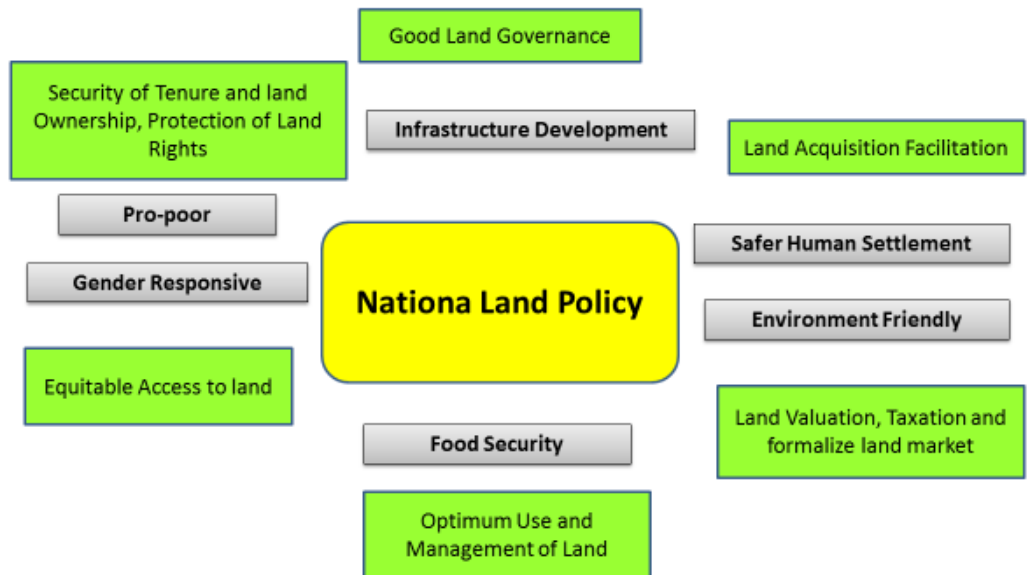 Good Land Governance
Security of Tenure and land
Ownership, Protection of Land
Rights
Infrastructure Development
Land Acquisition Facilitation
Pro-poor
Safer Human Settlement
Gender Responsive
Nationa Land Policy
Environment Friendly
Equitable Access to land
Land Valuation, Taxation and
formalize land market
Food Security
Optimum Use and
Management of Land